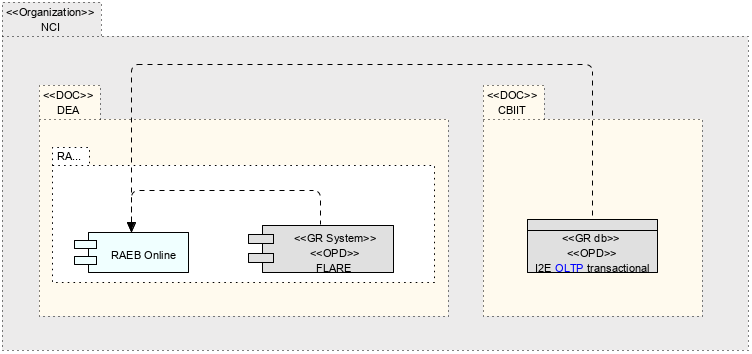 <<Organization>>
NCI
<<DOC>>
DEA
<<DOC>>
CBIIT
RA...
RAEB Online
<<GR System>>
<<OPD>>
FLARE
<<GR db>>
<<OPD>>
I2E OLTP transactional